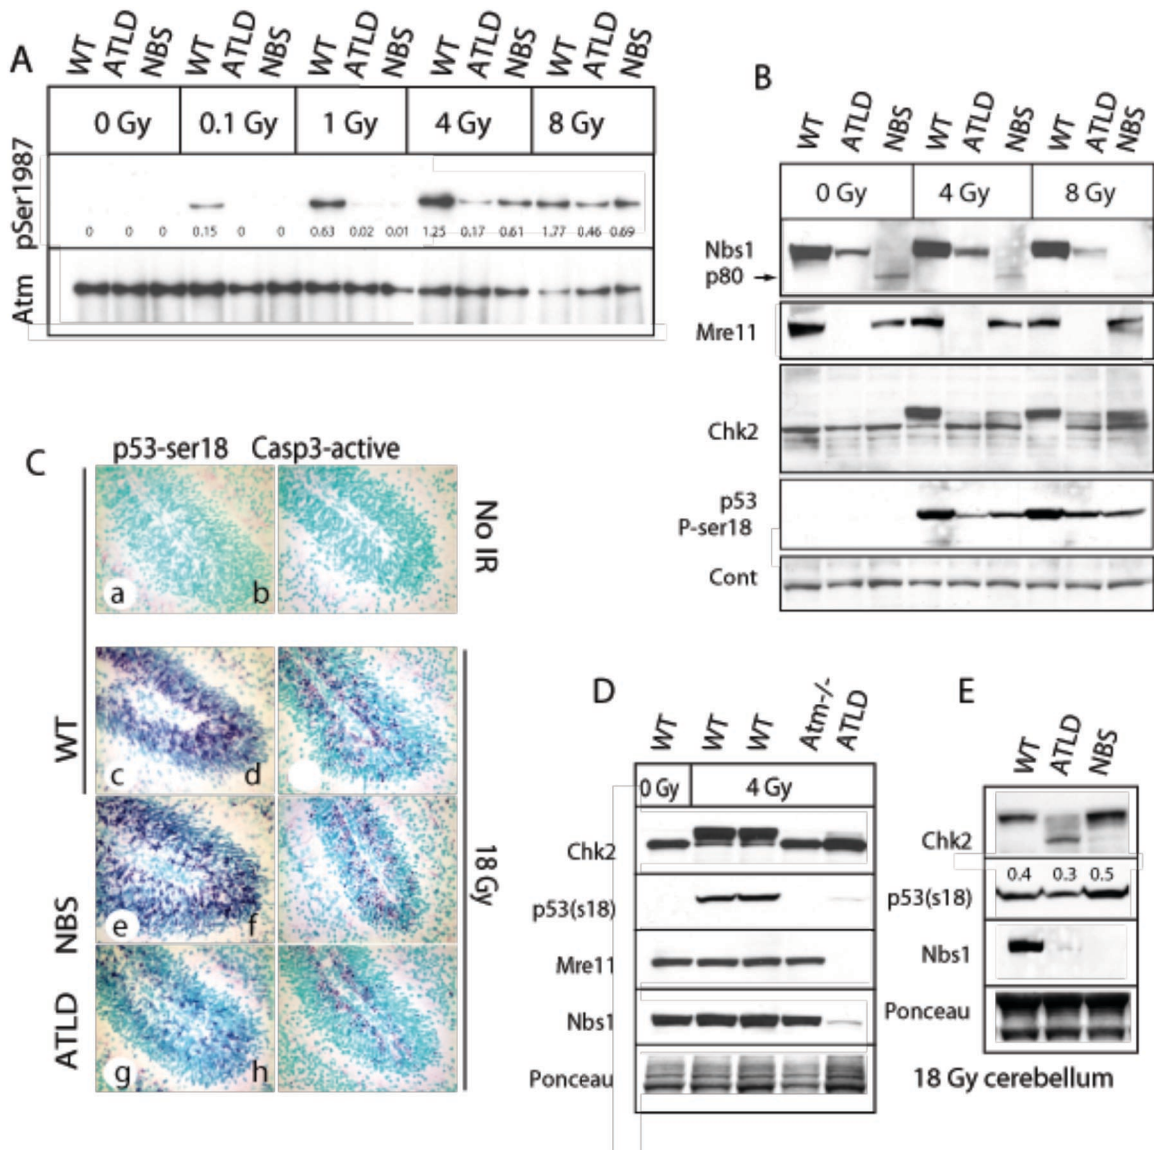 A
WT ATLD NBS WT ATLD NBS WT ATLD NBS WT ATLD NBS WT ATLD NBS
0 Gy 0.1 Gy 1 Gy 4 Gy 8 Gy
pSer1987
0 0 0 0.15 0 0 0.63 0.02 0.01 1.25 0.17 0.61 1.77 0.46 0.69
Atm
B
WT ATLD NBS WT ATLD NBS WT ATLD NBS
0 Gy 4 Gy 8 Gy
Nbs1
p80
Mre11
Chk2
p53
P-ser18
Cont
C
p53-ser18 Casp3-active
a b
No IR
WT
c d
NBS
e f
ATLD
g h
18 Gy
D
WT WT WT Atm-/- ATLD
0 Gy 4 Gy
Chk2
p53(s18)
Mre11
Nbs1
Ponceau
E
WT ATLD NBS
Chk2
0.4 0.3 0.5
p53(s18)
Nbs1
Ponceau
18 Gy cerebellum